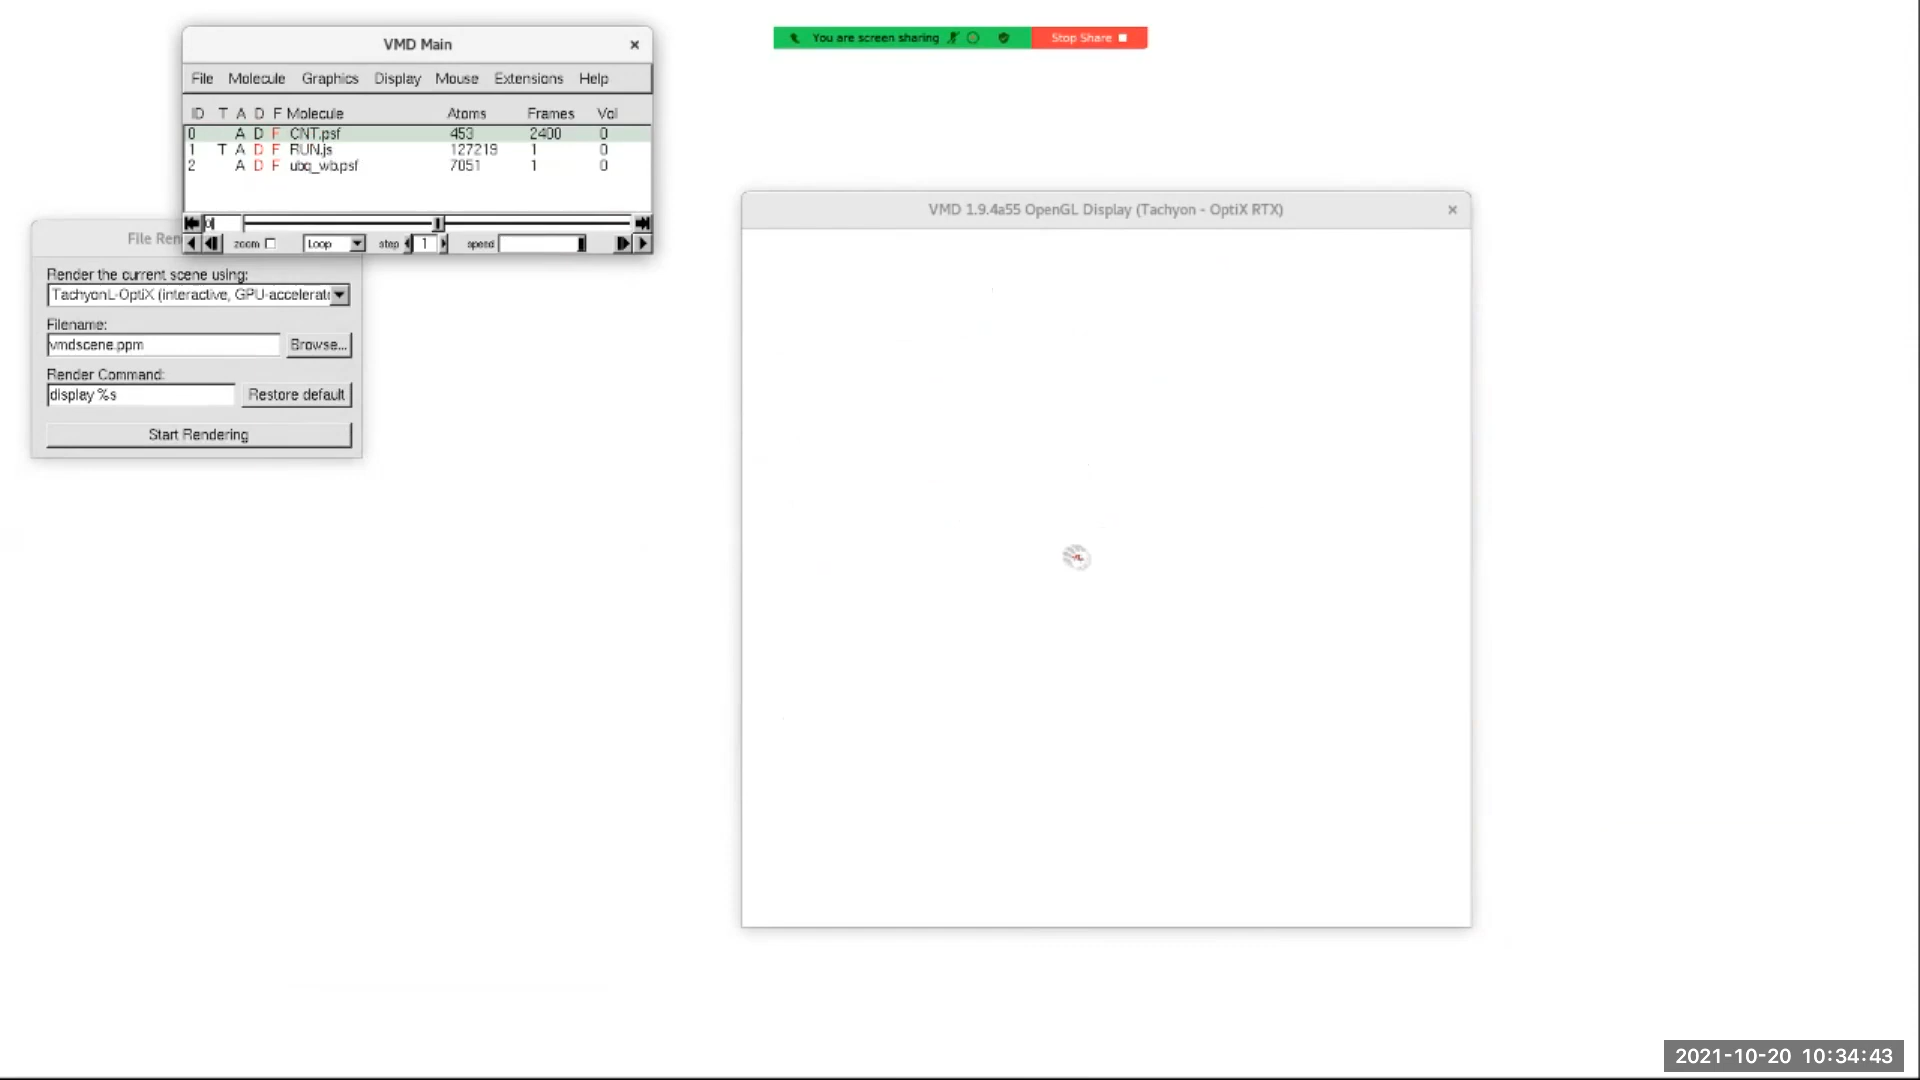 You are screen sharing Stop Share
VMD Main
File Molecule Graphics Display Mouse Extensions Help
ID T A D F Molecule Atoms Frames Vol
0 A D F CNT.psf 453 2400 0
1 T A D F RUN.js 127219 1 0
2 A D F ubq_wb.psf 7051 1 0
zoom Loop step 1 speed
File Ren
Render the current scene using:
TachyonL-OptiX (interactive, GPU-accelerat
Filename:
vmdscene.ppm Browse...
Render Command:
display %s Restore default
Start Rendering
VMD 1.9.4a55 OpenGL Display (Tachyon - OptiX RTX)
2021-10-20 10:34:43